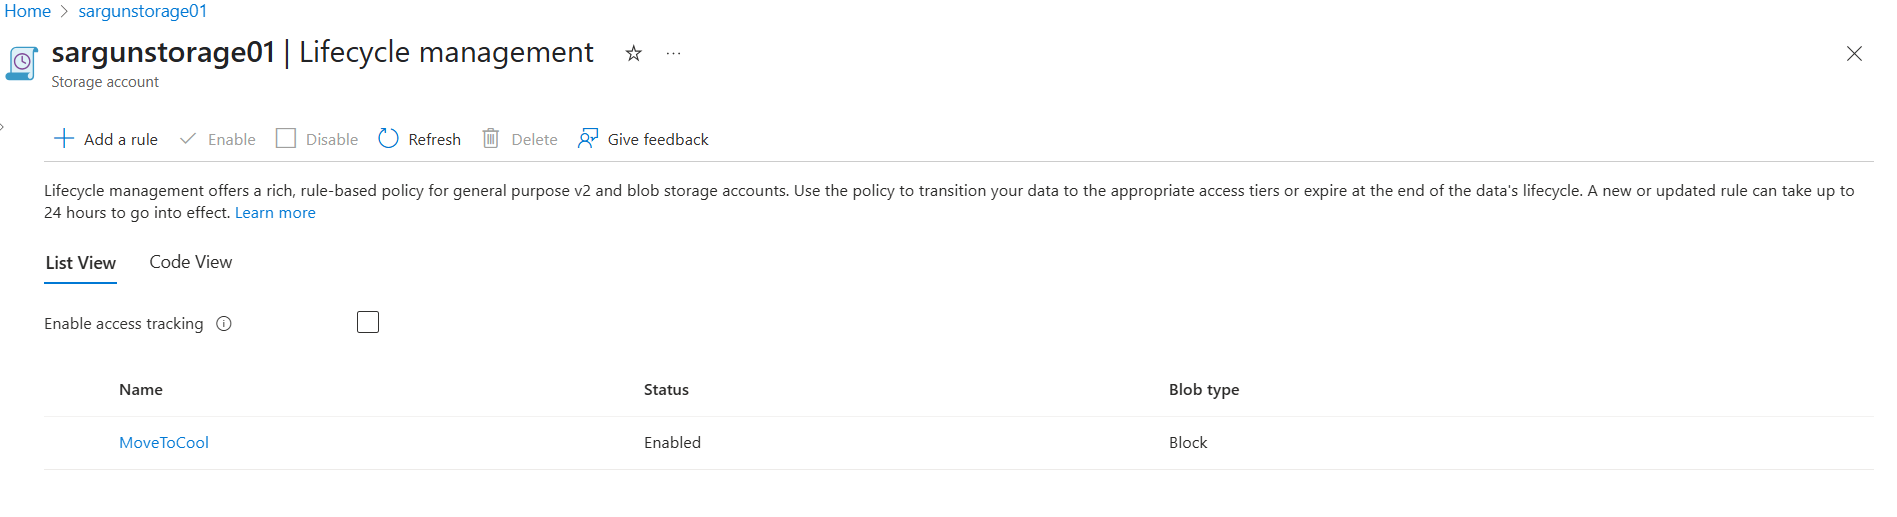 Home > sargunstorage01
sargunstorage01 | Lifecycle management ...
Storage account
Add a rule Enable Disable Refresh Delete Give feedback
Lifecycle management offers a rich, rule-based policy for general purpose v2 and blob storage accounts. Use the policy to transition your data to the appropriate access tiers or expire at the end of the data's lifecycle. A new or updated rule can take up to
24 hours to go into effect. Learn more
List View Code View
Enable access tracking
Name Status Blob type
MoveToCool Enabled Block